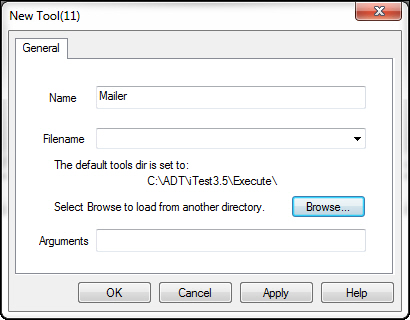 New Tool(11)
General
Name
Mailer
Filename
The default tools dir is set to:
C:\ADT\iTest3.5\Execute\
Select Browse to load from another directory.
Browse...
Arguments
OK
Cancel
Apply
Help